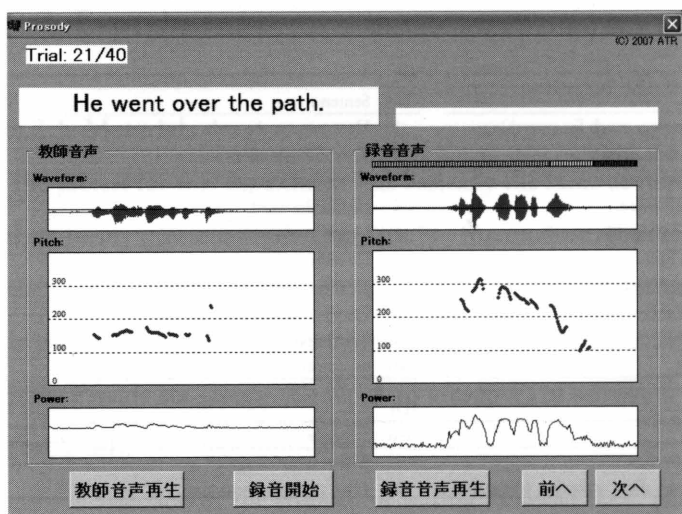 Prosody
(C) 2007 ATR
Trial: 21/40
He went over the path.
教師音声
Waveform:
Pitch:
300
200
100
0
Power:
録音音声
Waveform:
Pitch:
300
200
100
0
Power:
教師音声再生
録音開始
録音音声再生
前へ
次へ